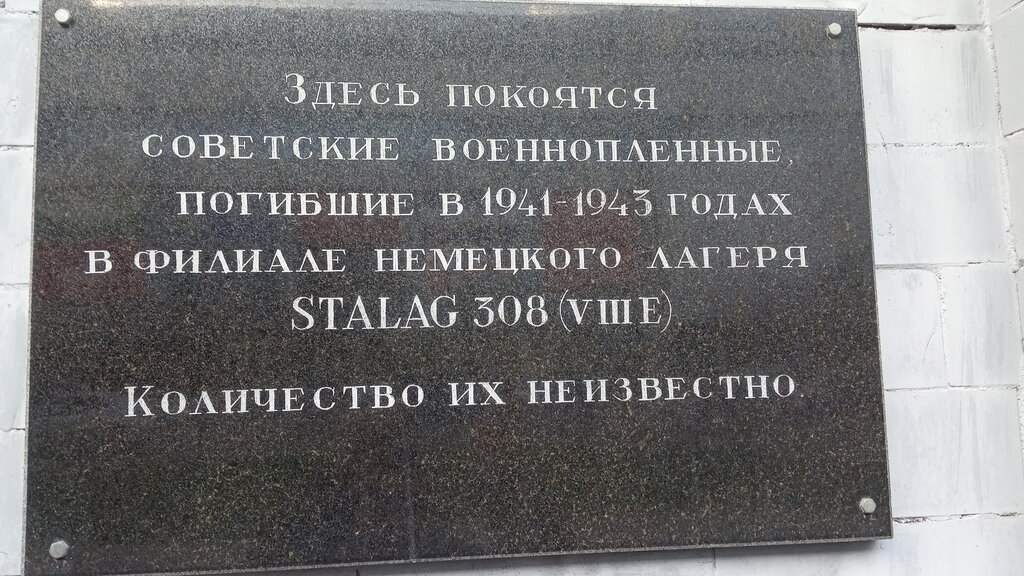 Здесь покоятся
советские военнопленные,
погибшие в 1941-1943 годах
в филиале немецкого лагеря
STALAG 308 (VIII E)
Количество их неизвестно.